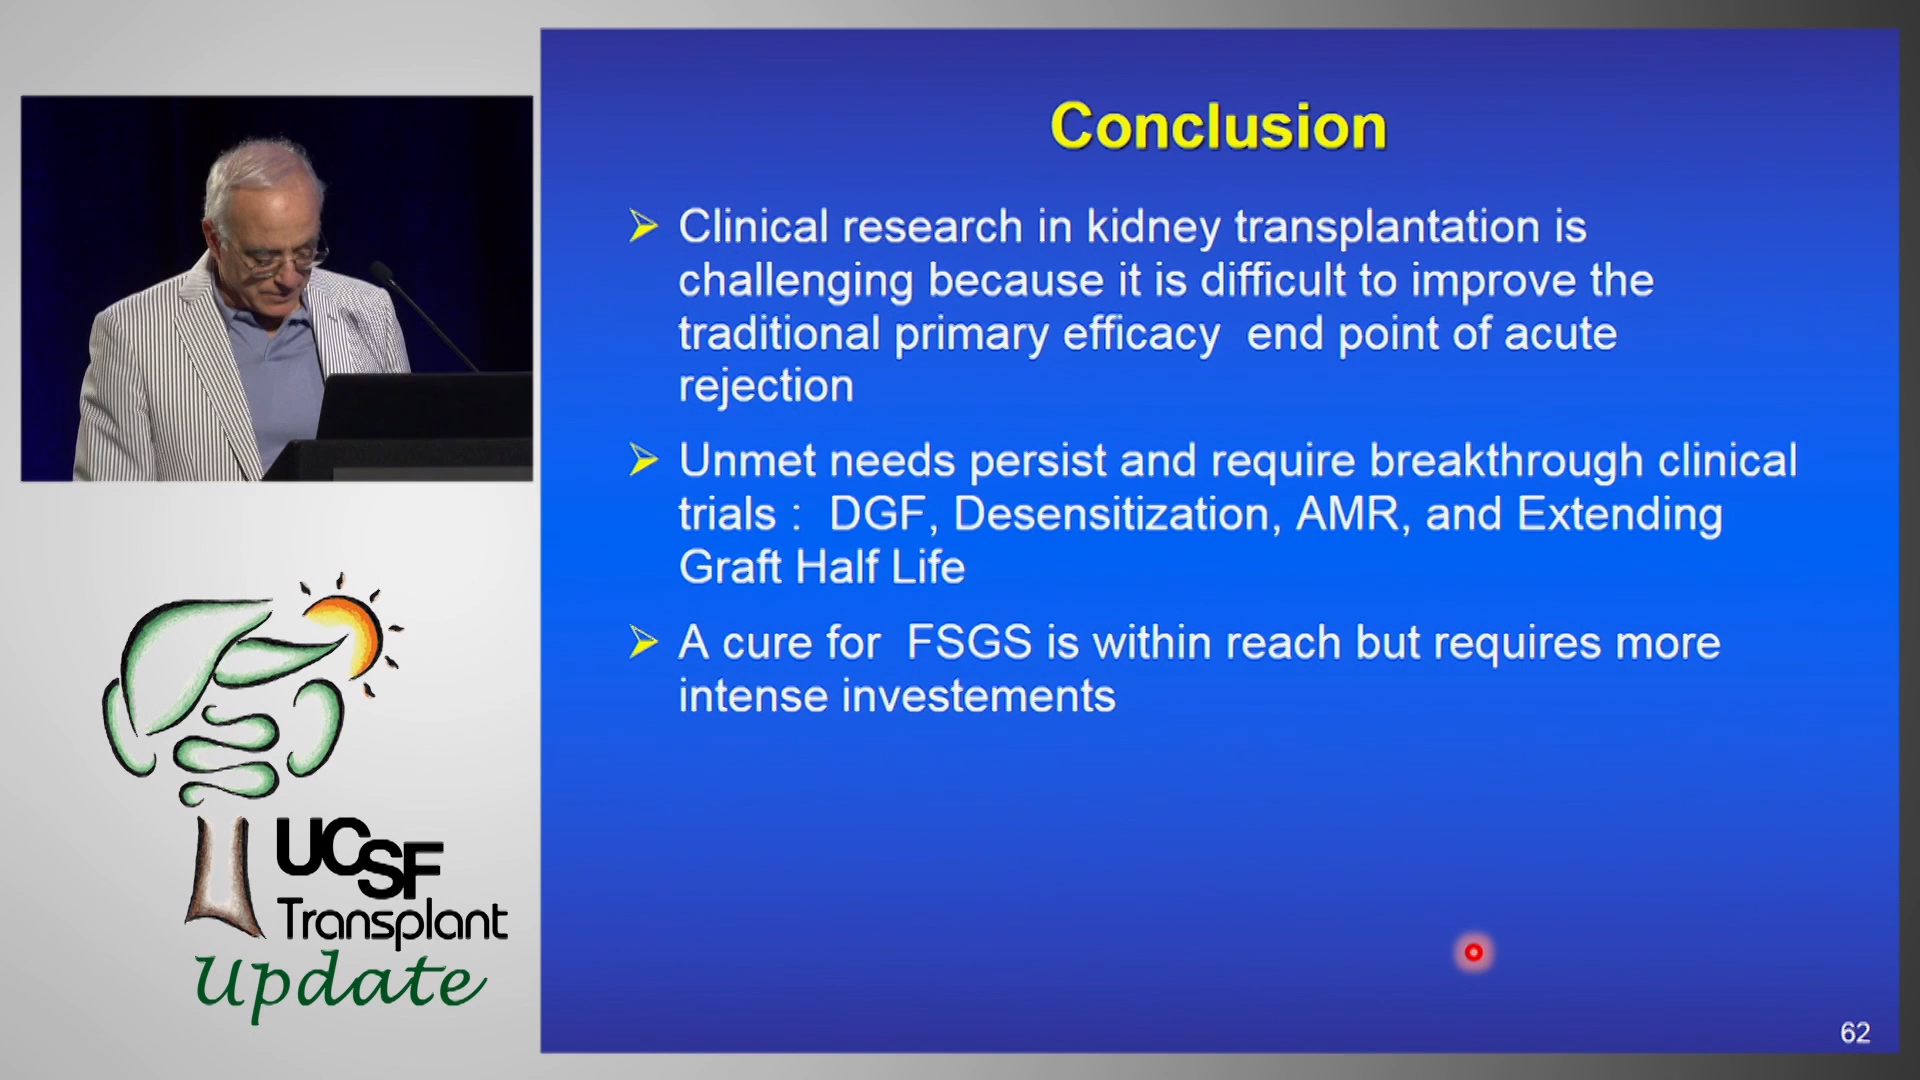 Conclusion
Clinical research in kidney transplantation is
challenging because it is difficult to improve the
traditional primary efficacy  end point of acute
rejection
Unmet needs persist and require breakthrough clinical
trials :  DGF, Desensitization, AMR, and Extending
Graft Half Life
A cure for  FSGS is within reach but requires more
intense investements
62
UCSF
Transplant
Update